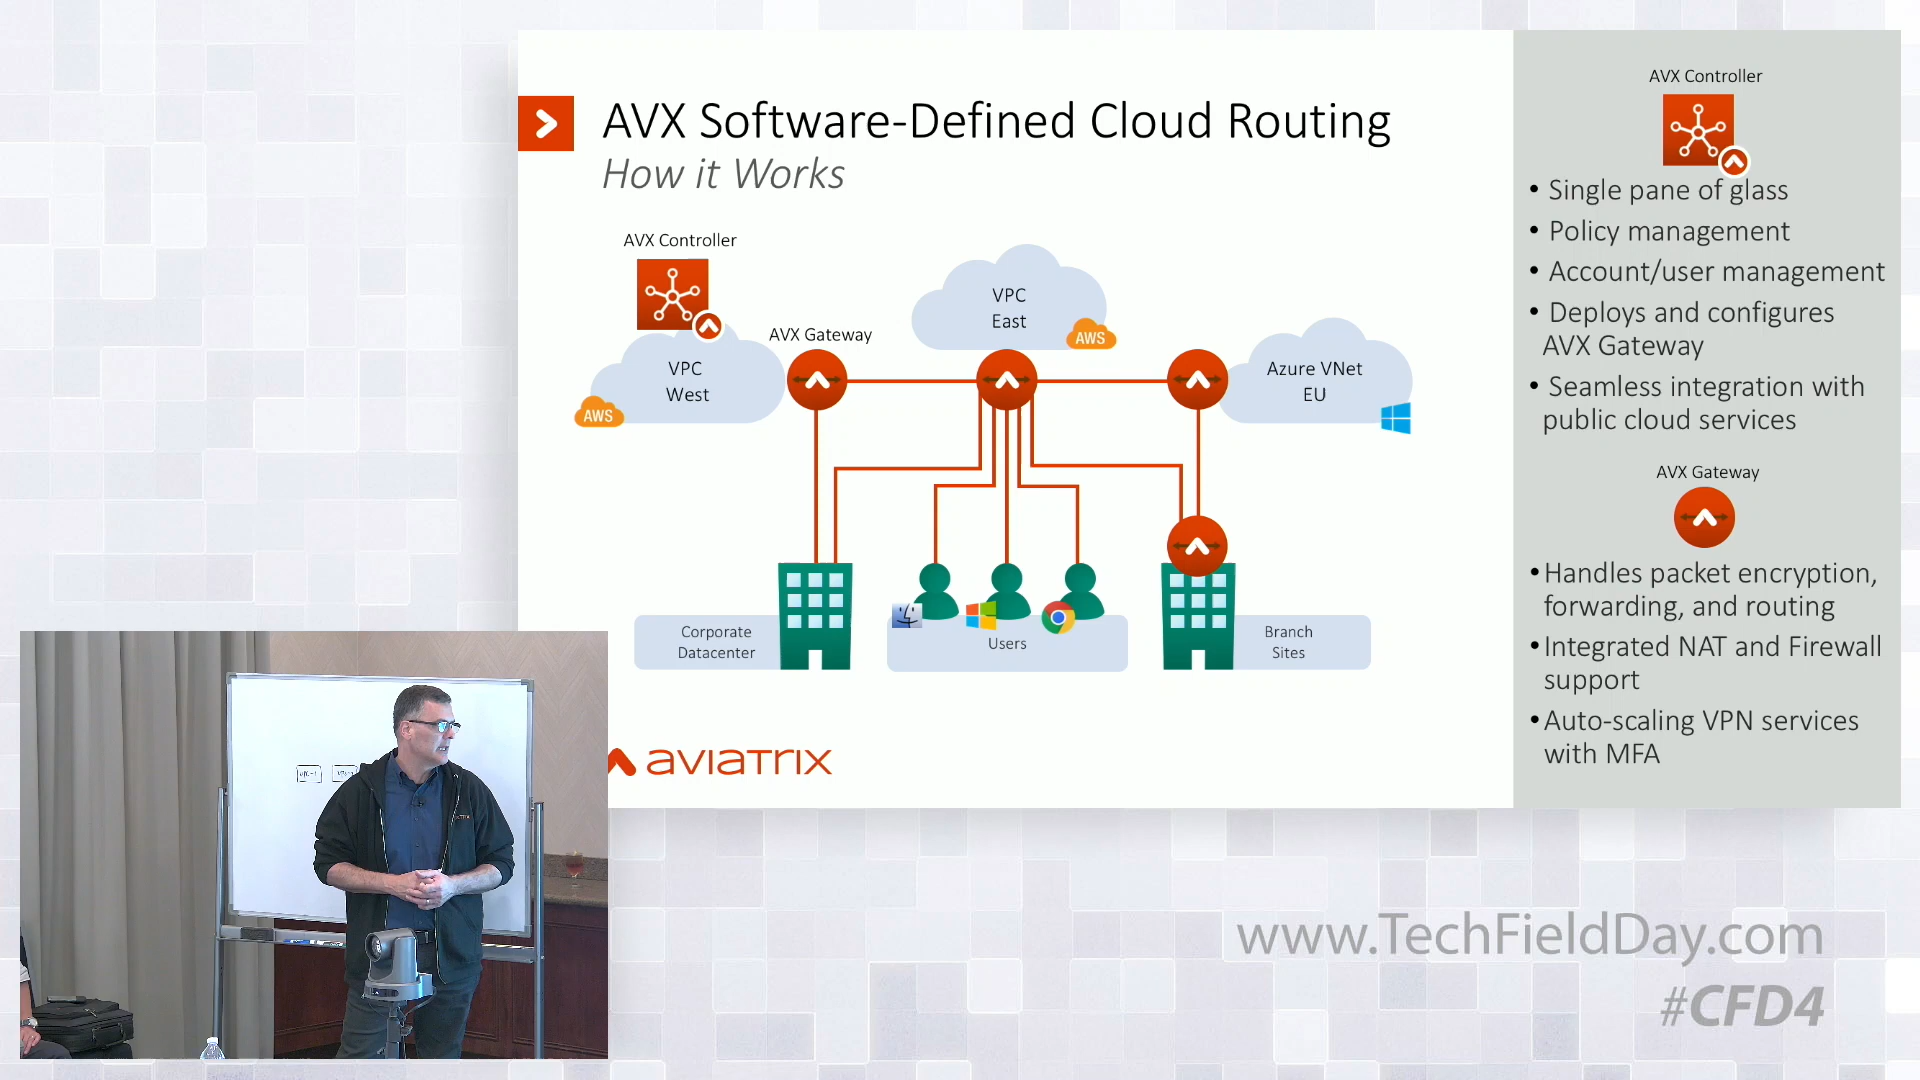 AVX Software-Defined Cloud Routing
How it Works
AVX Controller
AVX Gateway
VPC
West
AWS
VPC
East
AWS
Azure VNet
EU
Corporate
Datacenter
Users
Branch
Sites
aviatrix
AVX Controller
• Single pane of glass
• Policy management
• Account/user management
• Deploys and configures
AVX Gateway
• Seamless integration with
public cloud services
AVX Gateway
• Handles packet encryption,
forwarding, and routing
• Integrated NAT and Firewall
support
• Auto-scaling VPN services
with MFA
www.TechFieldDay.com
#CFD4